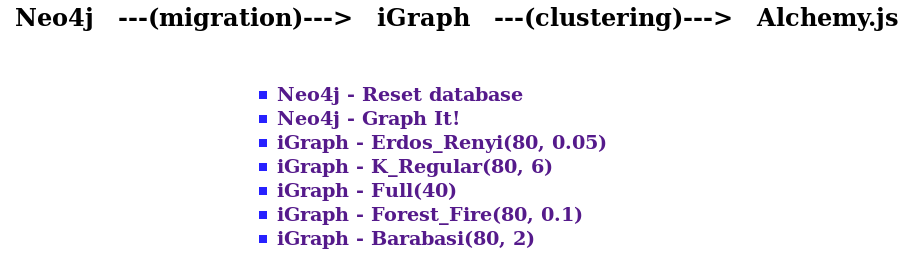 Neo4j ---(migration)---> iGraph ---(clustering)---> Alchemy.js
Neo4j - Reset database
Neo4j - Graph It!
iGraph - Erdos_Renyi(80, 0.05)
iGraph - K_Regular(80, 6)
iGraph - Full(40)
iGraph - Forest_Fire(80, 0.1)
iGraph - Barabasi(80, 2)